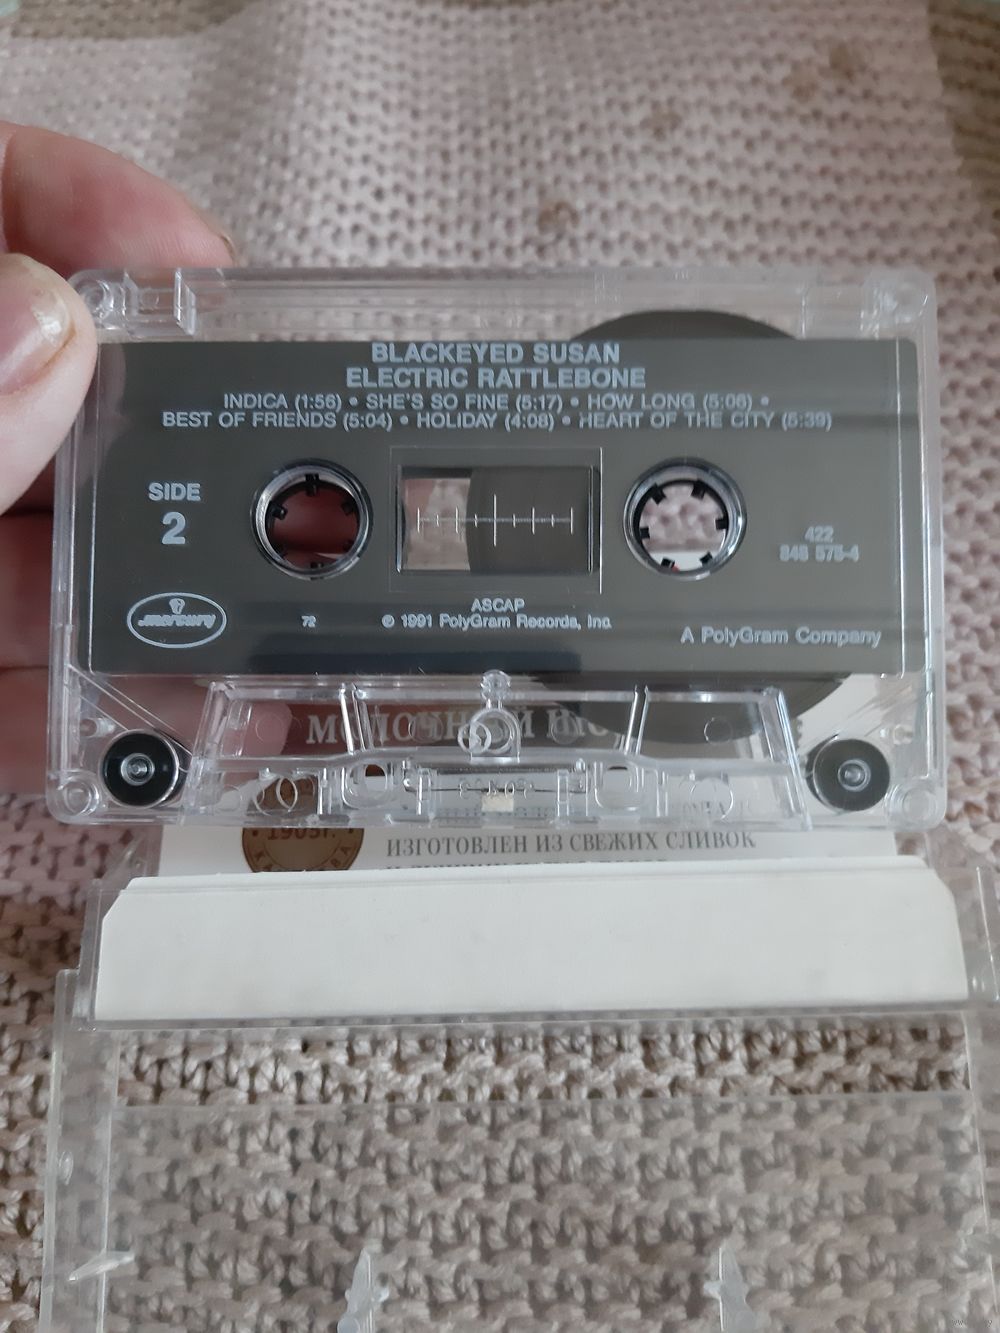 BLACKEYED SUSAN
ELECTRIC RATTLEBONE
INDICA (1:56) • SHE'S SO FINE (5:17) • HOW LONG (5:06) •
BEST OF FRIENDS (5:04) • HOLIDAY (4:08) • HEART OF THE CITY (5:39)
SIDE
2
422
848 575-4
mercury
72
ASCAP
© 1991 PolyGram Records, Inc.
A PolyGram Company
1905г.
ИЗГОТОВЛЕН ИЗ СВЕЖИХ СЛИВОК